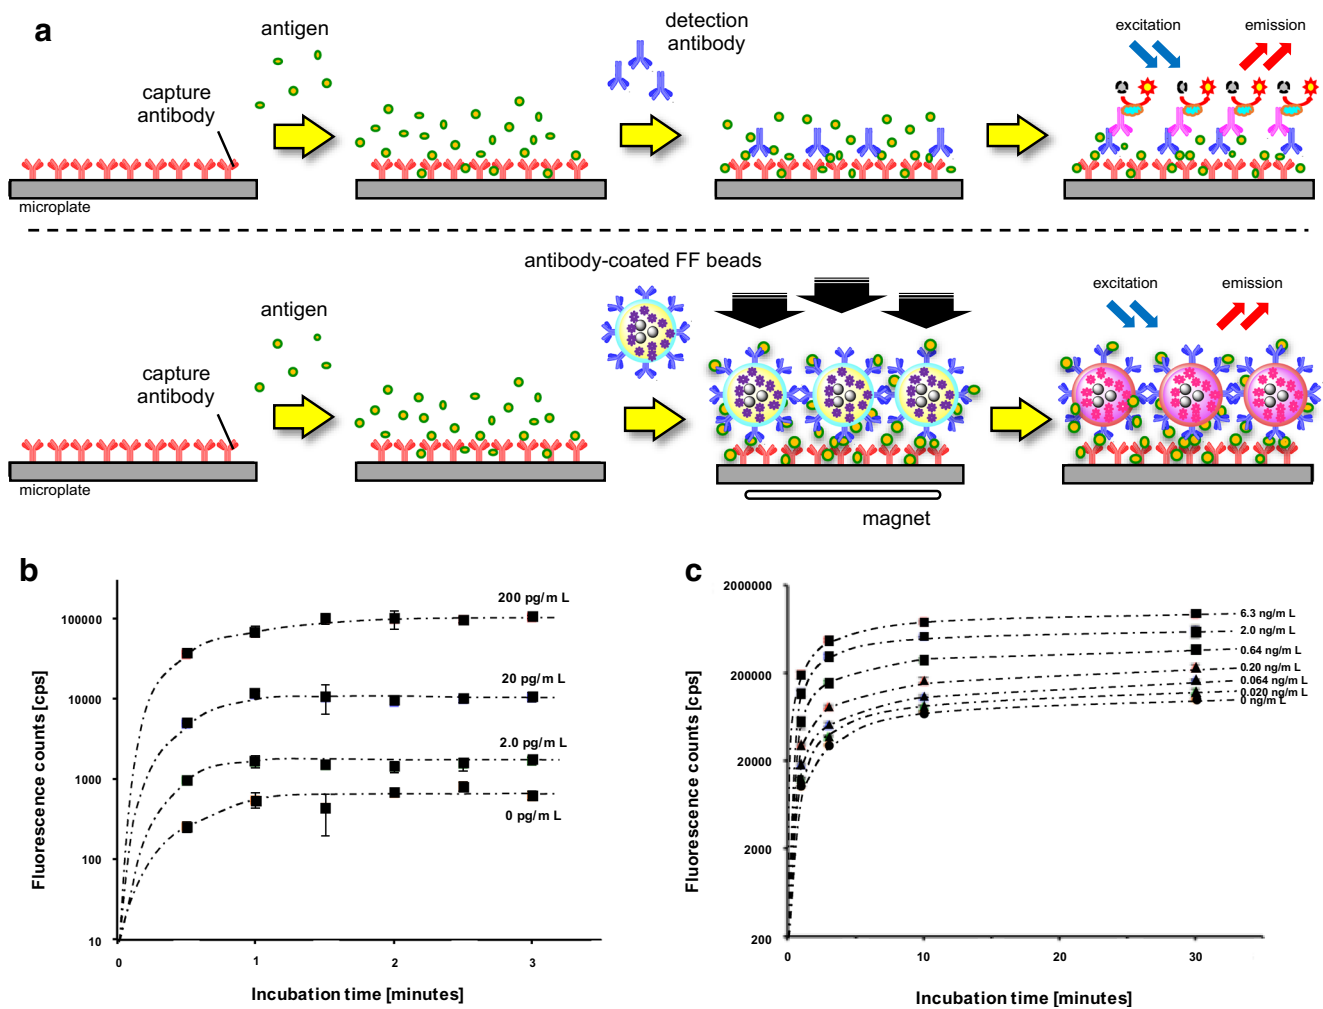 a
antigen
detection
antibody
excitation
emission
capture
antibody
microplate
antibody-coated FF beads
antigen
excitation
emission
capture
antibody
microplate
magnet
b
Fluorescence counts [cps]
100000
10000
1000
100
10
200 pg/m L
20 pg/m L
2.0 pg/m L
0 pg/m L
0
1
2
3
Incubation time [minutes]
c
Fluorescence counts [cps]
2000000
200000
20000
2000
200
6.3 ng/m L
2.0 ng/m L
0.64 ng/m L
0.20 ng/m L
0.064 ng/m L
0.020 ng/m L
0 ng/m L
0
10
20
30
Incubation time [minutes]